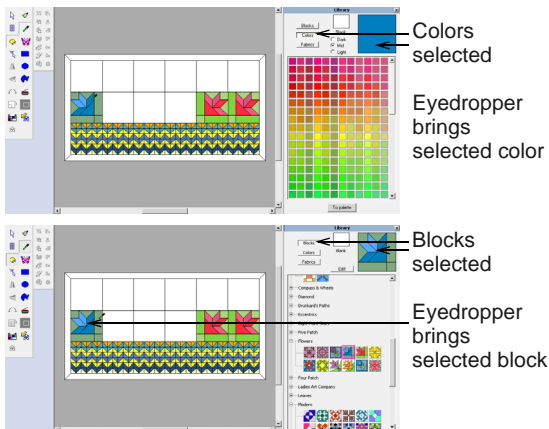 Library
Blocks
Colors
Fabrics
Blank
Dark
Mid
Light
To palette
Colors
selected
Eyedropper
brings
selected color
Library
Blocks
Colors
Fabrics
Blank
Edit
Compass & Wheels
Diamond
Drunkard's Paths
Eccentrics
Five Patch
Flowers
Four Patch
Ladies Art Company
Leaves
Modern
Blocks
selected
Eyedropper
brings
selected block